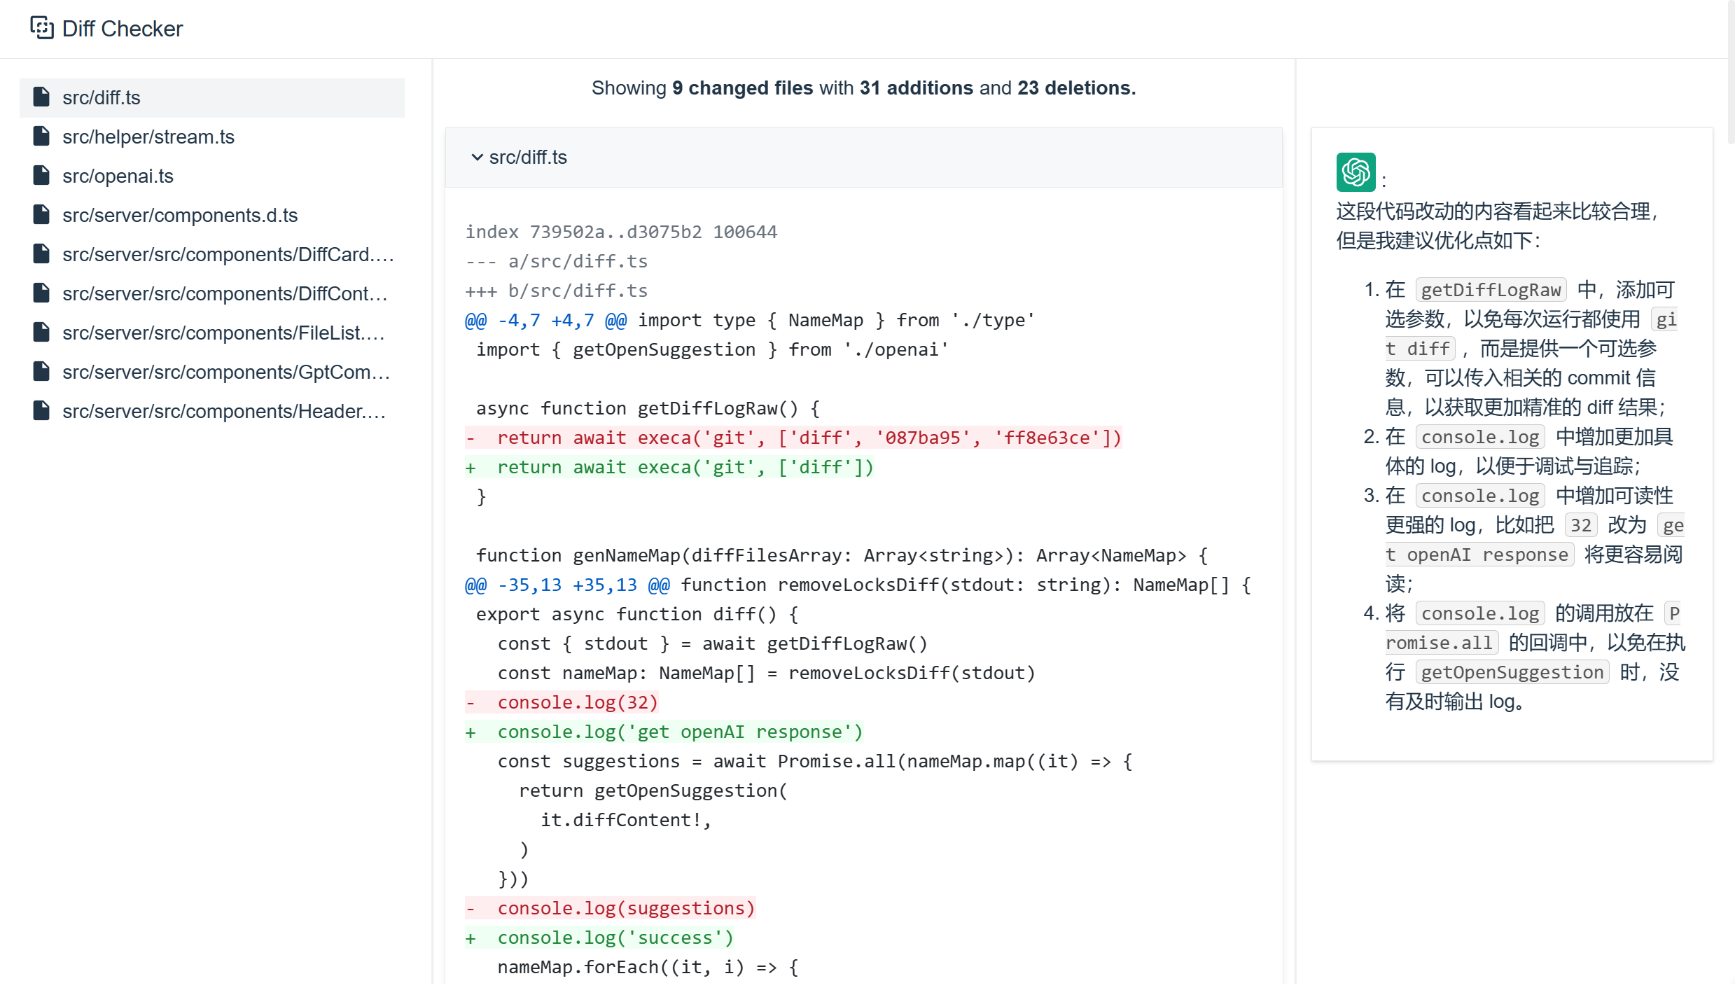 Diff Checker
src/diff.ts
src/helper/stream.ts
src/openai.ts
src/server/components.d.ts
src/server/src/components/DiffCard....
src/server/src/components/DiffCont...
src/server/src/components/FileList....
src/server/src/components/GptCom...
src/server/src/components/Header....
Showing 9 changed files with 31 additions and 23 deletions.
src/diff.ts
index 739502a..d3075b2 100644
--- a/src/diff.ts
+++ b/src/diff.ts
@@ -4,7 +4,7 @@ import type { NameMap } from './type'
 import { getOpenSuggestion } from './openai'
 async function getDiffLogRaw() {
-  return await execa('git', ['diff', '087ba95', 'ff8e63ce'])
+  return await execa('git', ['diff'])
 }
 function genNameMap(diffFilesArray: Array<string>): Array<NameMap> {
@@ -35,13 +35,13 @@ function removeLocksDiff(stdout: string): NameMap[] {
 export async function diff() {
   const { stdout } = await getDiffLogRaw()
   const nameMap: NameMap[] = removeLocksDiff(stdout)
-  console.log(32)
+  console.log('get openAI response')
   const suggestions = await Promise.all(nameMap.map((it) => {
     return getOpenSuggestion(
       it.diffContent!,
     )
   }))
-  console.log(suggestions)
+  console.log('success')
   nameMap.forEach((it, i) => {
:
这段代码改动的内容看起来比较合理，
但是我建议优化点如下：
1. 在 getDiffLogRaw 中，添加可
选参数，以免每次运行都使用 gi
t diff ，而是提供一个可选参
数，可以传入相关的 commit 信
息，以获取更加精准的 diff 结果；
2. 在 console.log 中增加更加具
体的 log，以便于调试与追踪；
3. 在 console.log 中增加可读性
更强的 log，比如把 32 改为 ge
t openAI response 将更容易阅
读；
4. 将 console.log 的调用放在 P
romise.all 的回调中，以免在执
行 getOpenSuggestion 时，没
有及时输出 log。